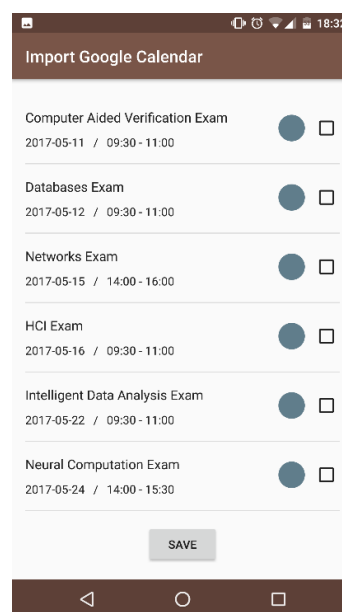 18:32
Import Google Calendar
Computer Aided Verification Exam
2017-05-11 / 09:30 - 11:00
Databases Exam
2017-05-12 / 09:30 - 11:00
Networks Exam
2017-05-15 / 14:00 - 16:00
HCI Exam
2017-05-16 / 09:30 - 11:00
Intelligent Data Analysis Exam
2017-05-22 / 09:30 - 11:00
Neural Computation Exam
2017-05-24 / 14:00 - 15:30
SAVE